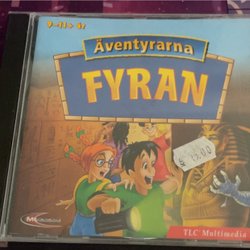 9-11+ år
Äventyrarna
FYRAN
TLC Multimedia